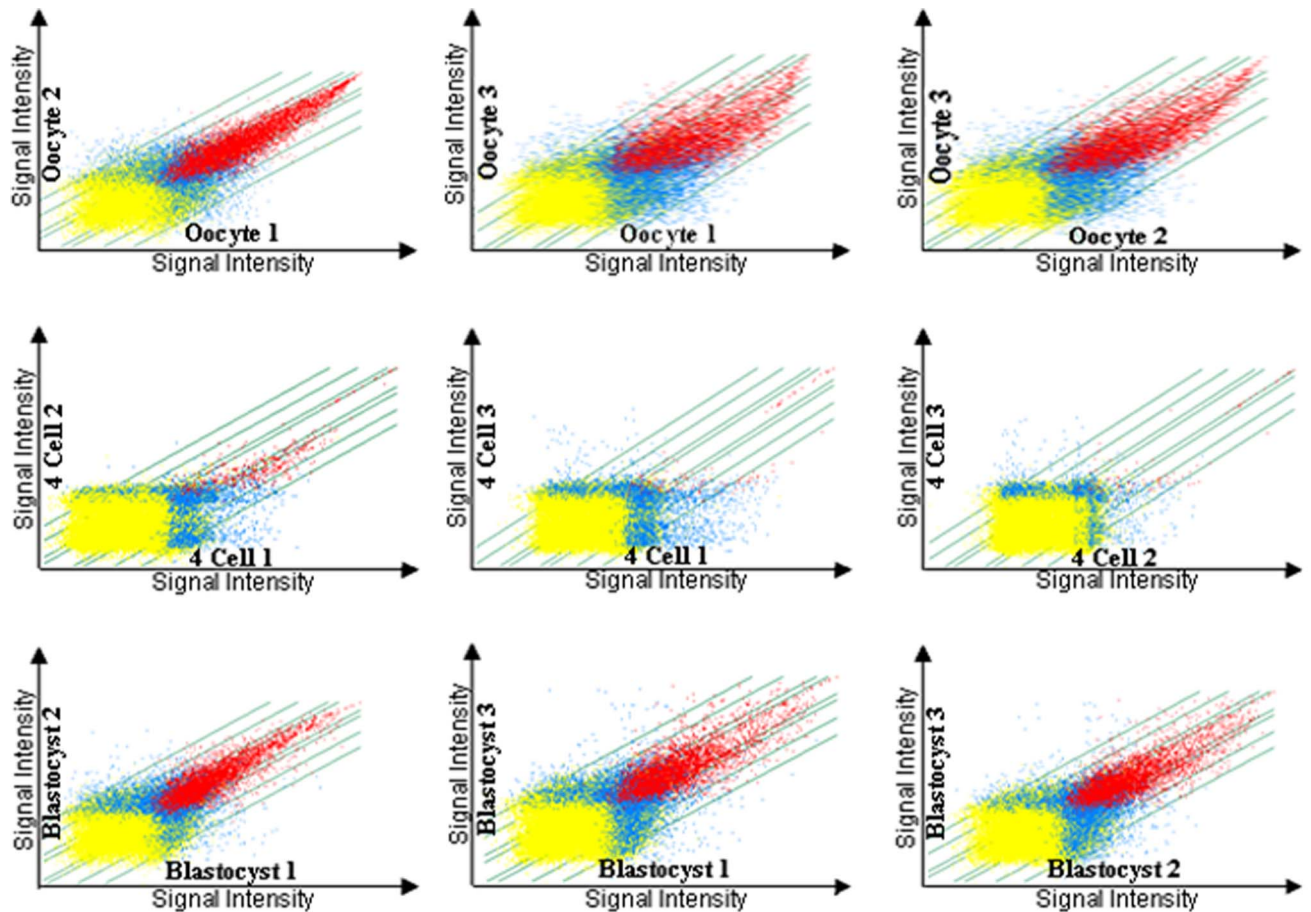 Signal Intensity
Oocyte 2
Oocyte 1
Signal Intensity
Signal Intensity
Oocyte 3
Oocyte 1
Signal Intensity
Signal Intensity
Oocyte 3
Oocyte 2
Signal Intensity
Signal Intensity
4 Cell 2
4 Cell 1
Signal Intensity
Signal Intensity
4 Cell 3
4 Cell 1
Signal Intensity
Signal Intensity
4 Cell 3
4 Cell 2
Signal Intensity
Signal Intensity
Blastocyst 2
Blastocyst 1
Signal Intensity
Signal Intensity
Blastocyst 3
Blastocyst 1
Signal Intensity
Signal Intensity
Blastocyst 3
Blastocyst 2
Signal Intensity